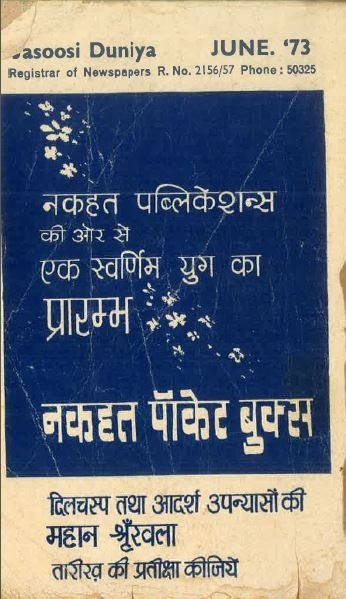 Jasoosi Duniya JUNE. '73
Registrar of Newspapers R. No. 2156/57 Phone : 50325
नकहत पब्लिकेशन्स
की ओर से
एक स्वर्णिम युग का
प्रारम्भ
नकहत पॉकेट बुक्स
दिलचस्प तथा आदर्श उपन्यासों की
महान श्रृँखला
तारीख़ की प्रतीक्षा कीजिये